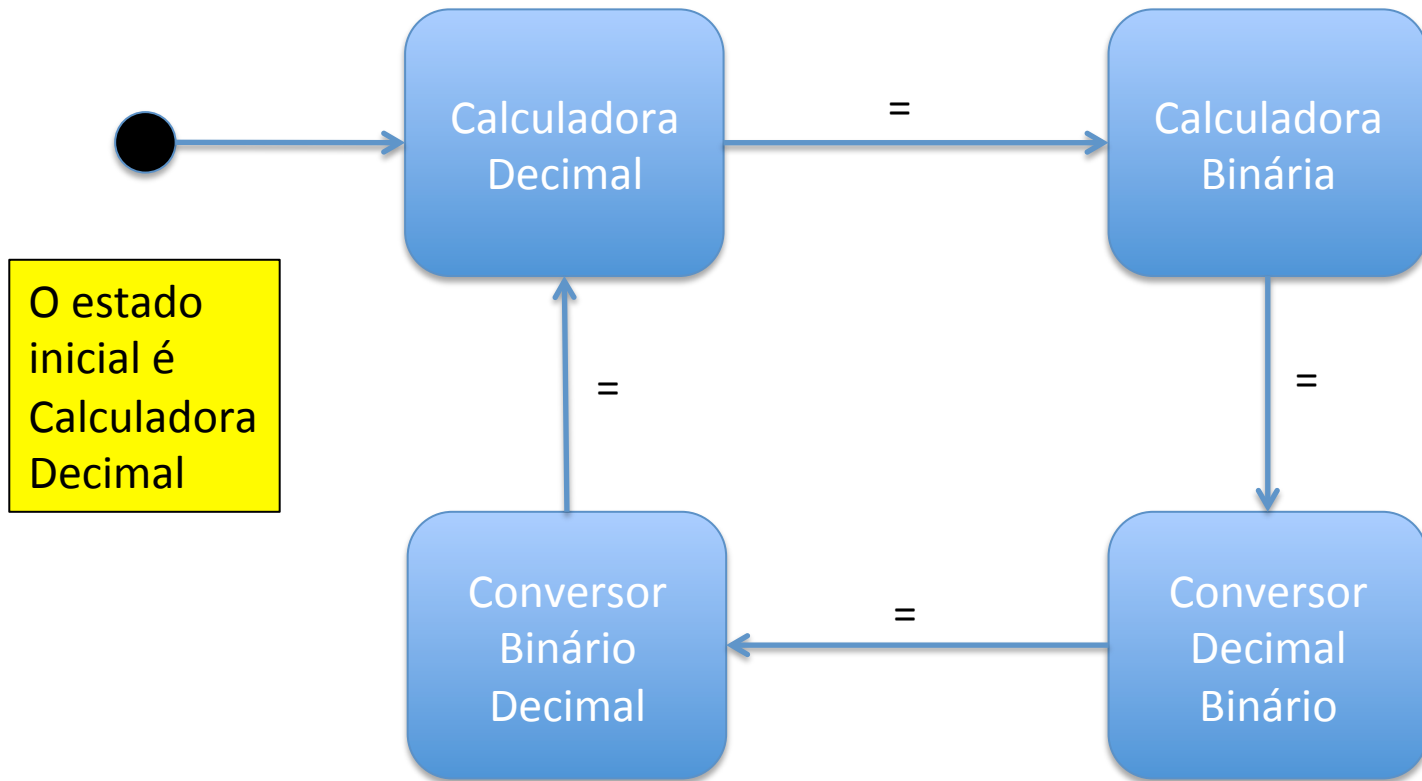 Calculadora
Decimal
=
Calculadora
Binária
O estado
inicial é
Calculadora
Decimal
=
=
Conversor
Binário
Decimal
=
Conversor
Decimal
Binário